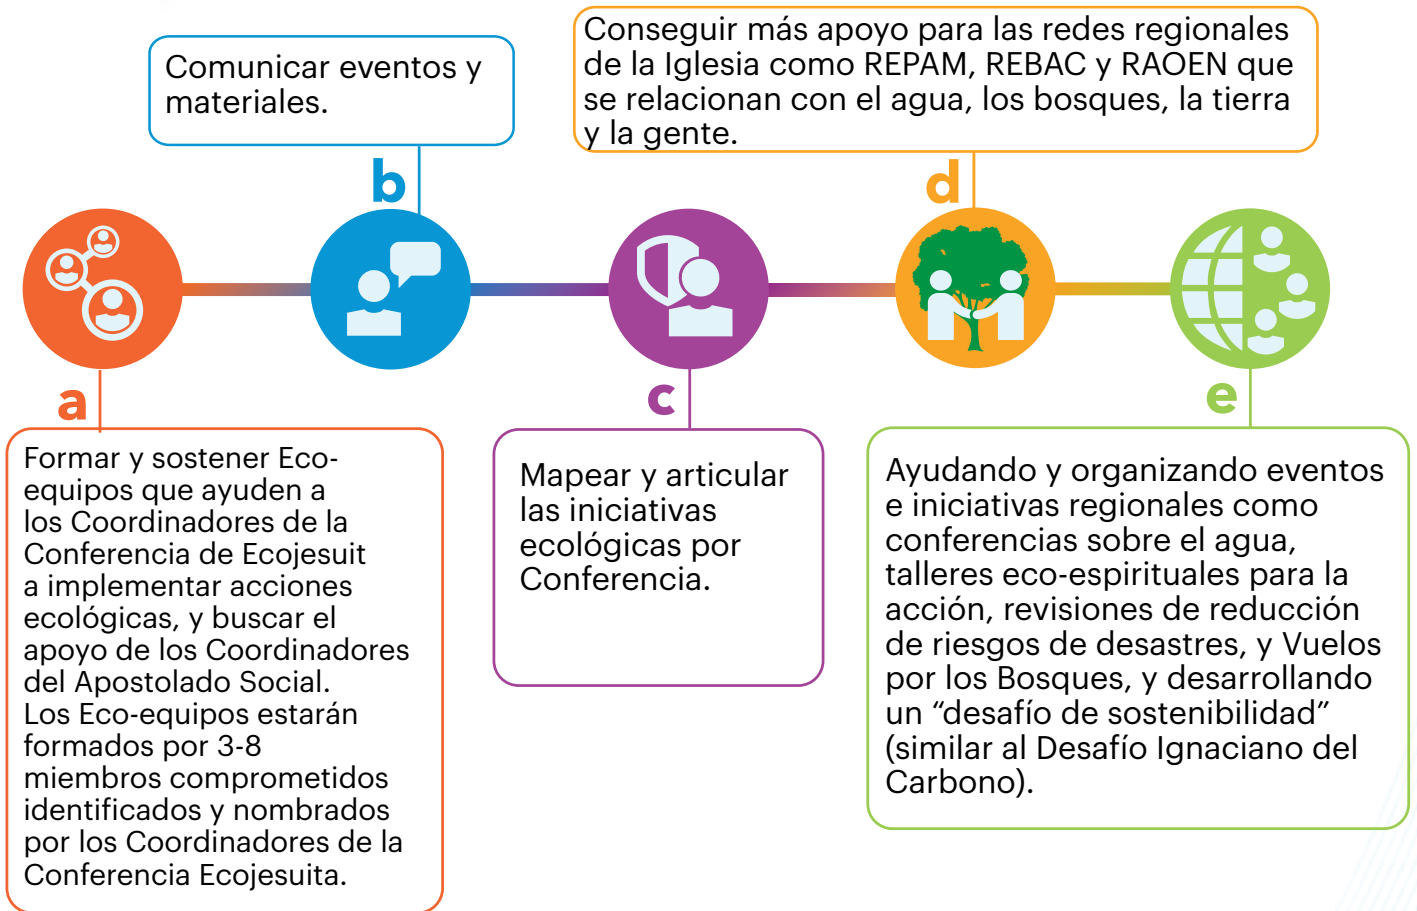 a
Formar y sostener Eco-
equipos que ayuden a
los Coordinadores de la
Conferencia de Ecojesuit
a implementar acciones
ecológicas, y buscar el
apoyo de los Coordinadores
del Apostolado Social.
Los Eco-equipos estarán
formados por 3-8
miembros comprometidos
identificados y nombrados
por los Coordinadores de la
Conferencia Ecojesuita.
b
Comunicar eventos y
materiales.
c
Mapear y articular
las iniciativas
ecológicas por
Conferencia.
d
Conseguir más apoyo para las redes regionales
de la Iglesia como REPAM, REBAC y RAOEN que
se relacionan con el agua, los bosques, la tierra
y la gente.
e
Ayudando y organizando eventos
e iniciativas regionales como
conferencias sobre el agua,
talleres eco-espirituales para la
acción, revisiones de reducción
de riesgos de desastres, y Vuelos
por los Bosques, y desarrollando
un “desafío de sostenibilidad”
(similar al Desafío Ignaciano del
Carbono).